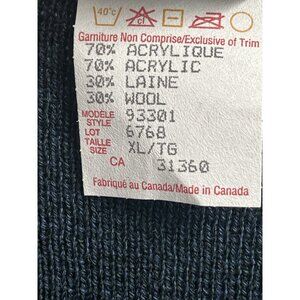 40°C CL
Garniture Non Comprise/Exclusive of Trim
70% ACRYLIQUE
70% ACRYLIC
30% LAINE
30% WOOL
MODELE STYLE 93301
LOT 6768
TAILLE SIZE XL/TG
CA 31360
Fabriqué au Canada/Made in Canada